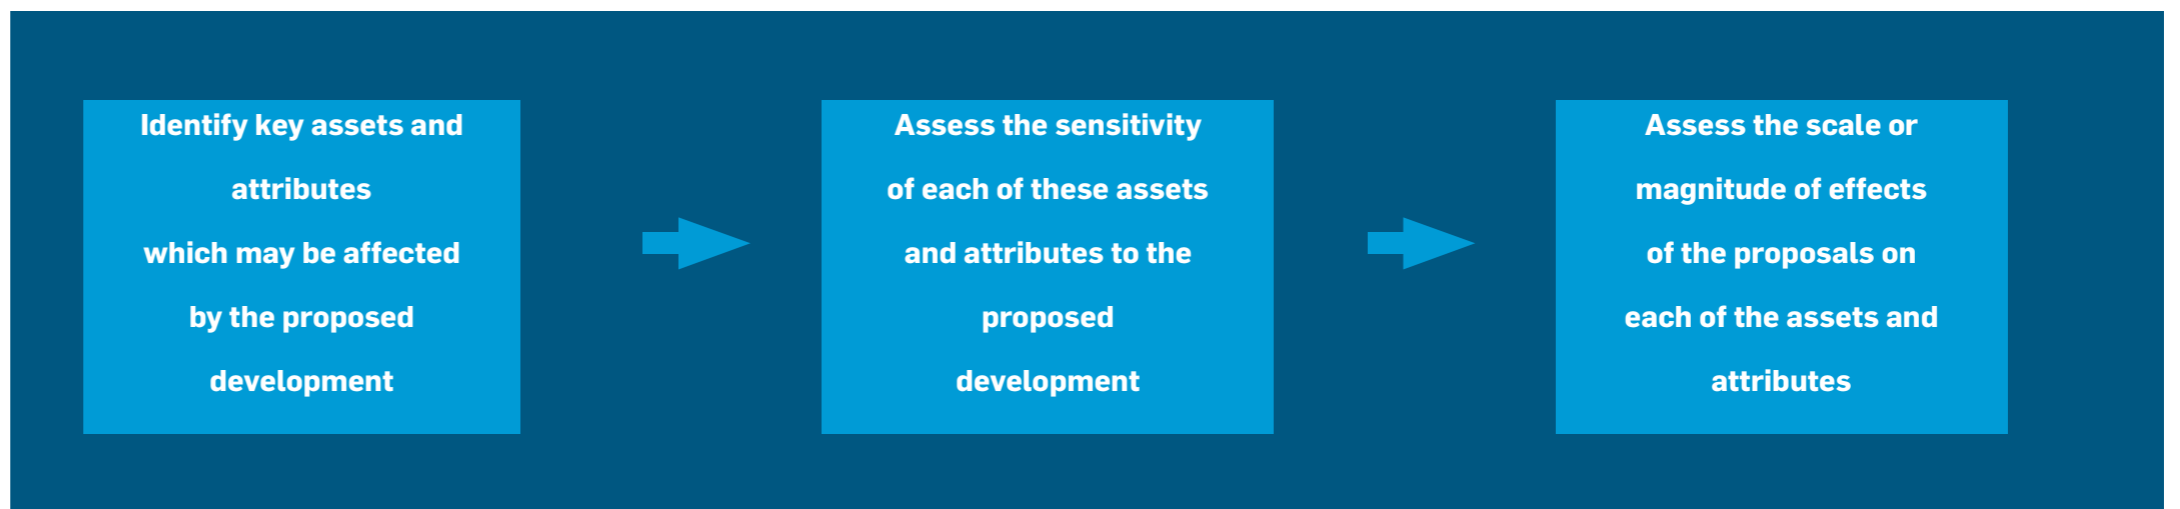 Identify key assets and
attributes
which may be affected
by the proposed
development
Assess the sensitivity
of each of these assets
and attributes to the
proposed
development
Assess the scale or
magnitude of effects
of the proposals on
each of the assets and
attributes